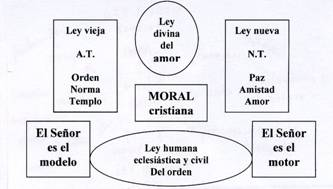 Ley
divina
del
amor
Ley vieja
A.T.
Orden
Norma
Templo
Ley nueva
N.T.
Paz
Amistad
Amor
MORAL
cristiana
El Señor
es el
modelo
Ley humana
eclesiástica y civil
Del orden
El Señor
es el
motor